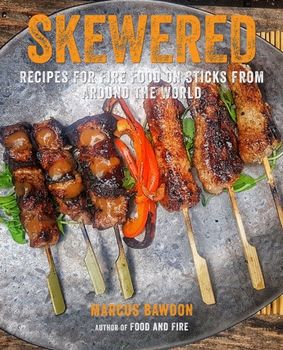 SKEWERED
RECIPES FOR FIRE FOOD ON STICKS FROM
AROUND THE WORLD
MARCUS BAWDON
AUTHOR OF FOOD AND FIRE